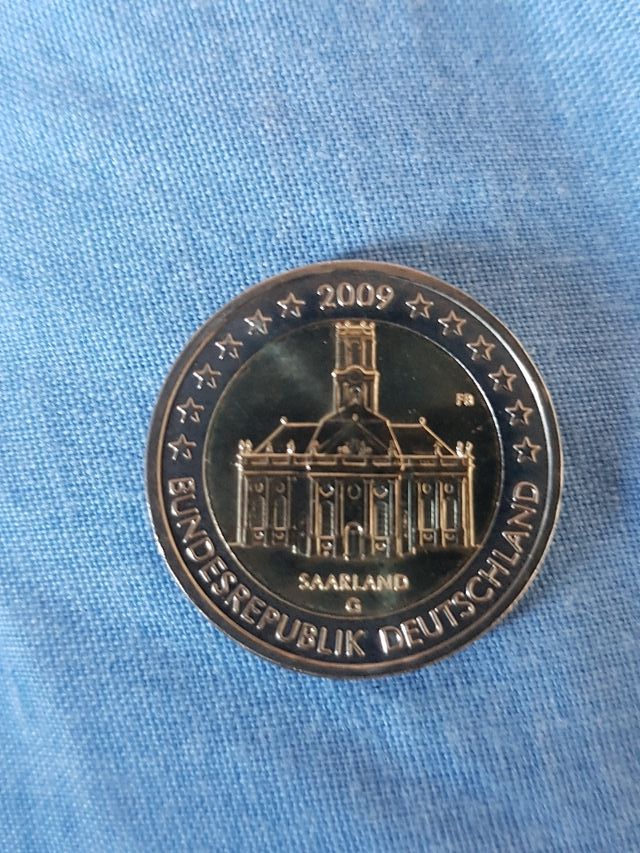 2009
FB
SAARLAND
G
BUNDESREPUBLIK DEUTSCHLAND